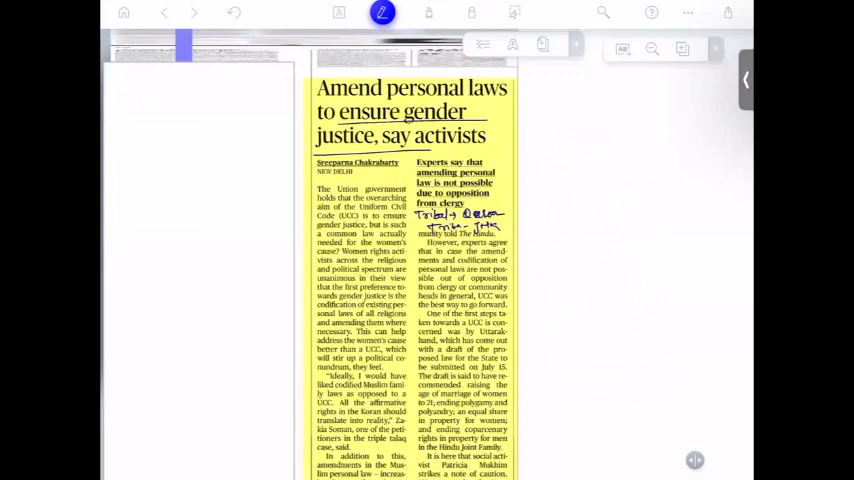 Amend personal laws
to ensure gender
justice, say activists
Sreeparna Chakrabarty
NEW DELHI
The Union government
holds that the overarching
aim of the Uniform Civil
Code (UCC) is to ensure
gender justice, but is such
a common law actually
needed for the women's
cause? Women rights acti-
vists across the religious
and political spectrum are
unanimous in their view
that the first preference to-
wards gender justice is the
codification of existing per-
sonal laws of all religions
and amending them where
necessary. This can help
address the women's cause
better than a UCC, which
will stir up a political co-
nundrum, they feel.
"Ideally, I would have
liked codified Muslim fami-
ly laws as opposed to a
UCC. All the affirmative
rights in the Koran should
translate into reality," Za-
kia Soman, one of the peti-
tioners in the triple talaq
case, said.
In addition to this,
amendments in the Mus-
lim personal law – increas-
Experts say that
amending personal
law is not possible
due to opposition
from clergy
Tribal →
Tribe - JHK
munity told The Hindu.
However, experts agree
that in case the amend-
ments and codification of
personal laws are not pos-
sible out of opposition
from clergy or community
heads in general, UCC was
the best way to go forward.
One of the first steps ta-
ken towards a UCC is con-
cerned was by Uttarak-
hand, which has come out
with a draft of the pro-
posed law for the State to
be submitted on July 15.
The draft is said to have re-
commended raising the
age of marriage of women
to 21; ending polygamy and
polyandry; an equal share
in property for women;
and ending coparcenary
rights in property for men
in the Hindu Joint Family.
It is here that social acti-
vist Patricia Mukhim
strikes a note of caution.